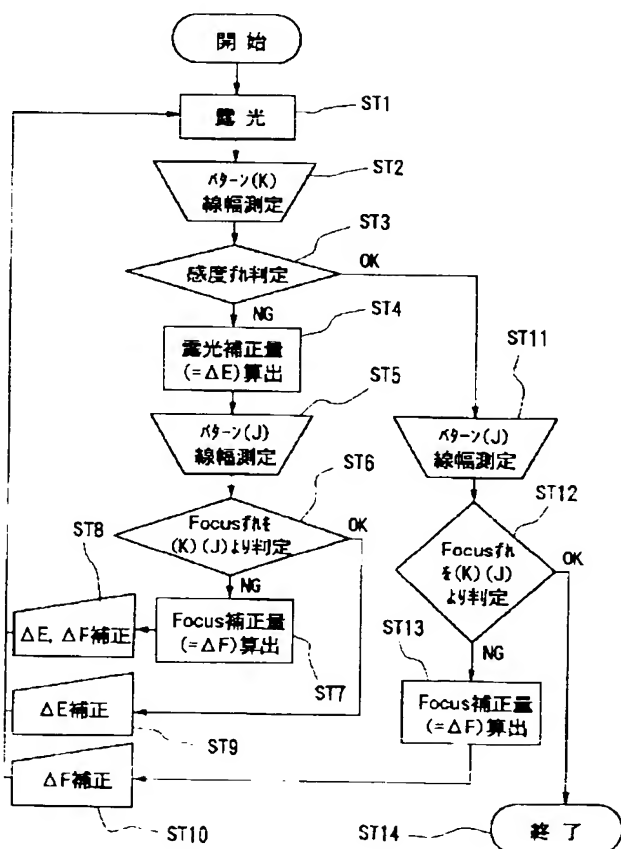 開始
露光
ST1
パターン(K)
線幅測定
ST2
感度ずれ判定
ST3
OK
NG
露光補正量
(=ΔE)算出
ST4
パターン(J)
線幅測定
ST5
Focusずれを
(K)(J)より判定
ST6
OK
NG
Focus補正量
(=ΔF)算出
ST7
ΔE, ΔF補正
ST8
ΔE補正
ST9
ΔF補正
ST10
パターン(J)
線幅測定
ST11
Focusずれ
を(K)(J)
より判定
ST12
OK
NG
Focus補正量
(=ΔF)算出
ST13
終了
ST14